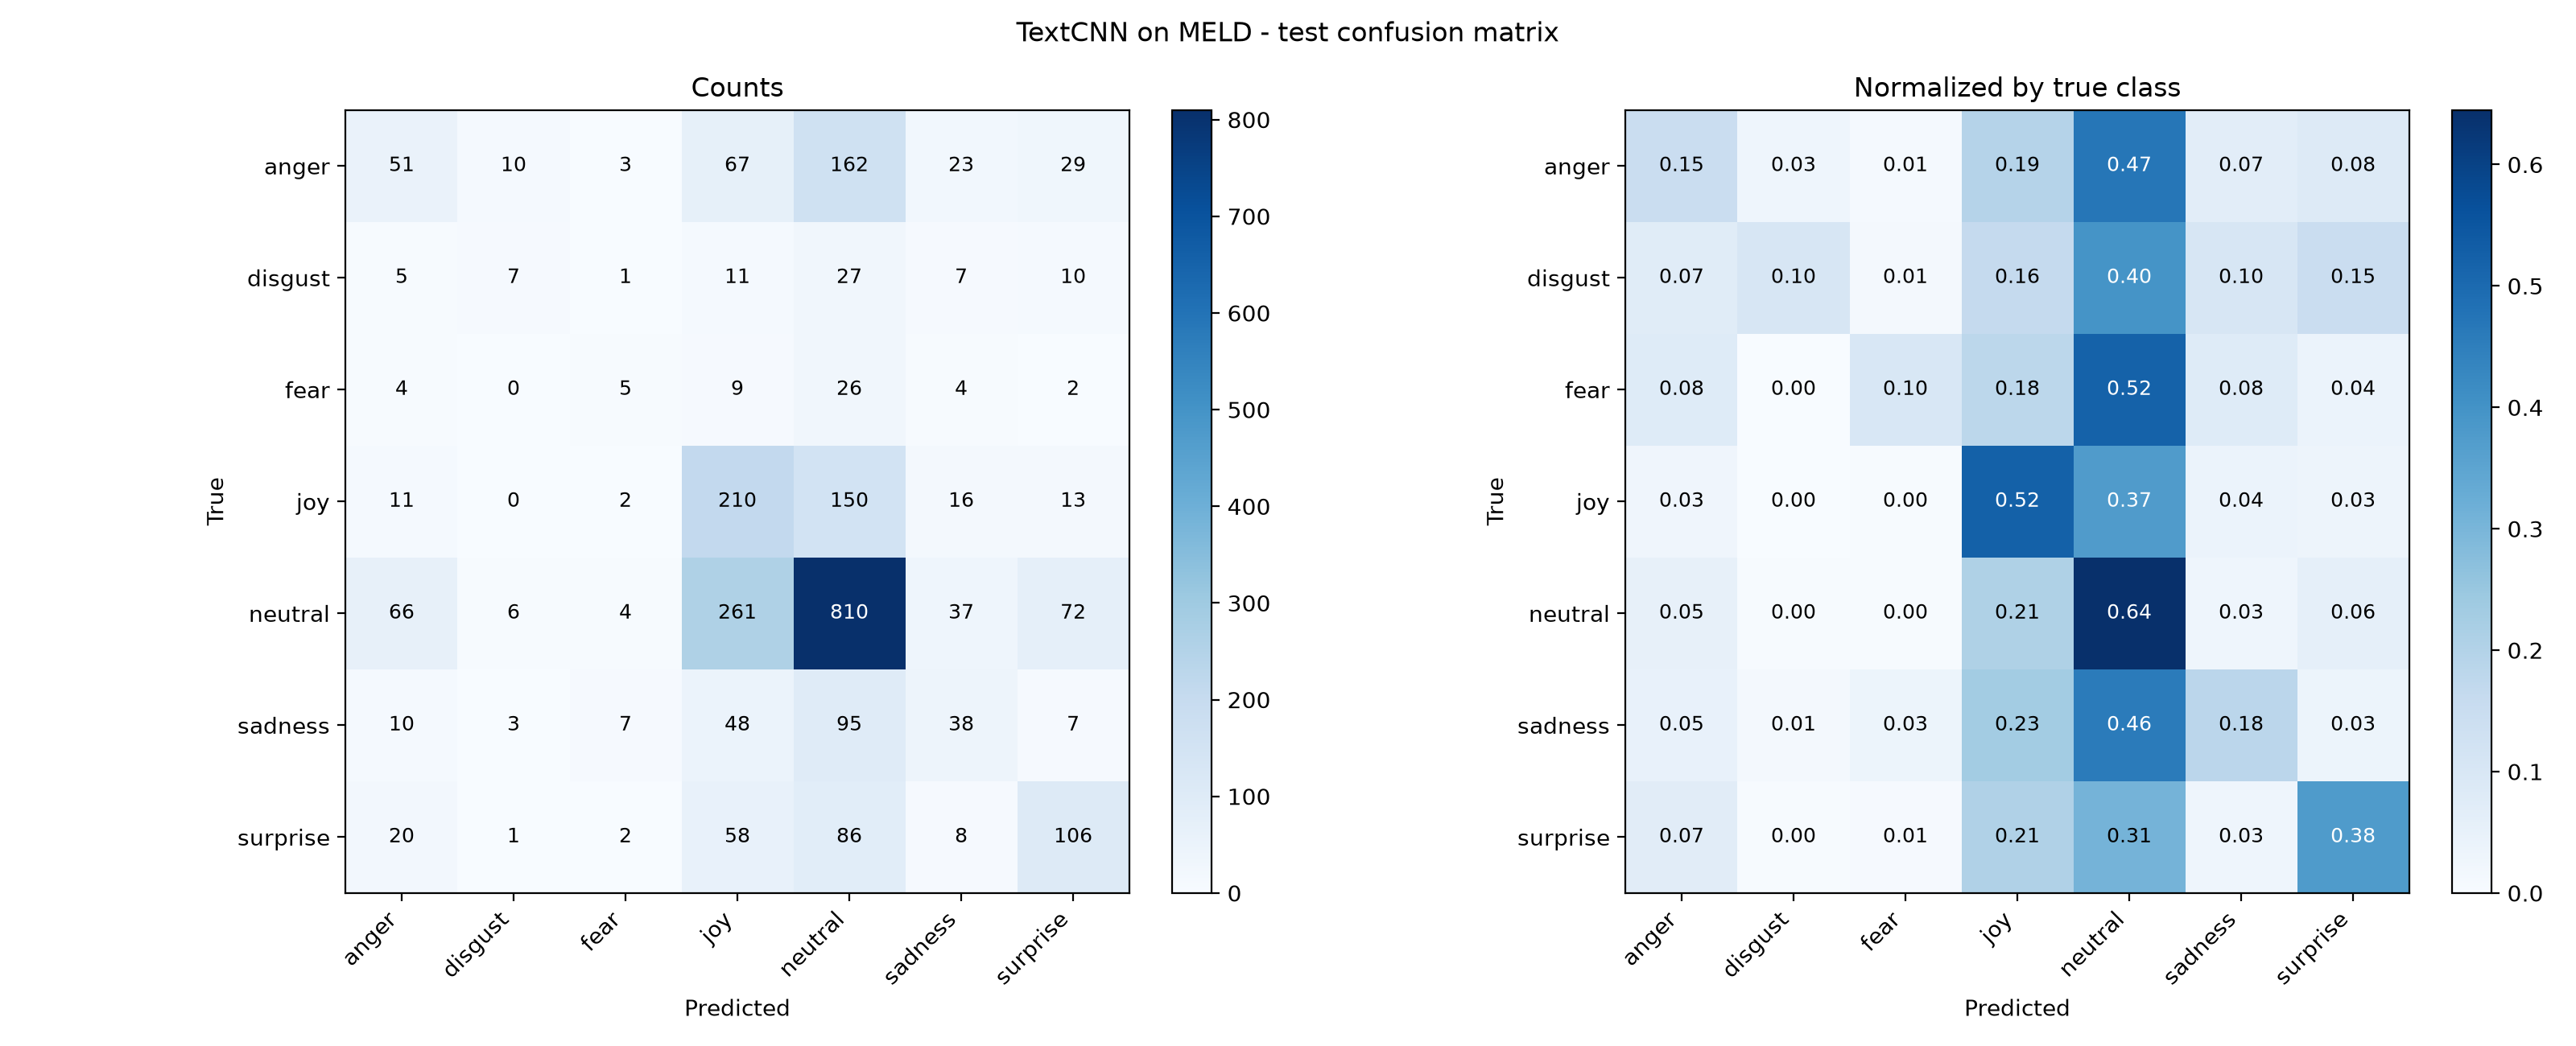 TextCNN on MELD - test confusion matrix
Counts
anger 51 10 3 67 162 23 29
disgust 5 7 1 11 27 7 10
fear 4 0 5 9 26 4 2
joy 11 0 2 210 150 16 13
neutral 66 6 4 261 810 37 72
sadness 10 3 7 48 95 38 7
surprise 20 1 2 58 86 8 106
True
anger disgust fear joy neutral sadness surprise
Predicted
800
700
600
500
400
300
200
100
0
Normalized by true class
anger 0.15 0.03 0.01 0.19 0.47 0.07 0.08
disgust 0.07 0.10 0.01 0.16 0.40 0.10 0.15
fear 0.08 0.00 0.10 0.18 0.52 0.08 0.04
joy 0.03 0.00 0.00 0.52 0.37 0.04 0.03
neutral 0.05 0.00 0.00 0.21 0.64 0.03 0.06
sadness 0.05 0.01 0.03 0.23 0.46 0.18 0.03
surprise 0.07 0.00 0.01 0.21 0.31 0.03 0.38
True
anger disgust fear joy neutral sadness surprise
Predicted
0.6
0.5
0.4
0.3
0.2
0.1
0.0